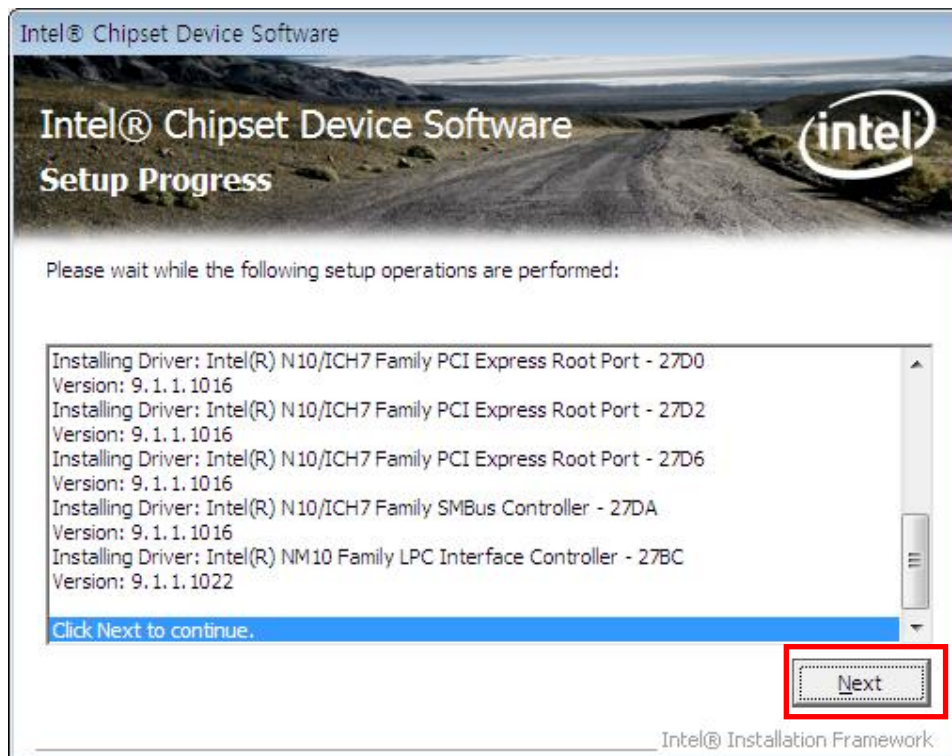 Intel® Chipset Device Software
Intel® Chipset Device Software
intel
Setup Progress
Please wait while the following setup operations are performed:
Installing Driver: Intel(R) N10/ICH7 Family PCI Express Root Port - 27D0
Version: 9.1.1.1016
Installing Driver: Intel(R) N10/ICH7 Family PCI Express Root Port - 27D2
Version: 9.1.1.1016
Installing Driver: Intel(R) N10/ICH7 Family PCI Express Root Port - 27D6
Version: 9.1.1.1016
Installing Driver: Intel(R) N10/ICH7 Family SMBus Controller - 27DA
Version: 9.1.1.1016
Installing Driver: Intel(R) NM10 Family LPC Interface Controller - 27BC
Version: 9.1.1.1022
Click Next to continue.
Next
Intel® Installation Framework